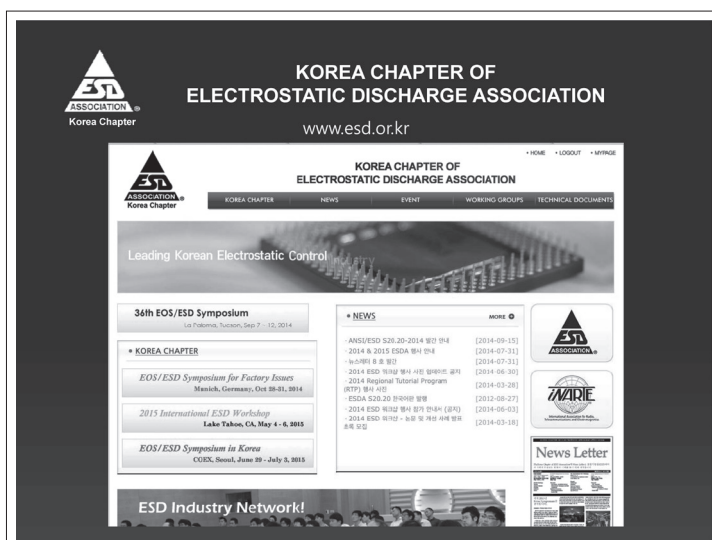 ESD
ASSOCIATION ®
Korea Chapter
KOREA CHAPTER OF
ELECTROSTATIC DISCHARGE ASSOCIATION
www.esd.or.kr
• HOME • LOGOUT • MYPAGE
ESD
ASSOCIATION ®
Korea Chapter
KOREA CHAPTER OF
ELECTROSTATIC DISCHARGE ASSOCIATION
KOREA CHAPTER NEWS EVENT WORKING GROUPS TECHNICAL DOCUMENTS
Leading Korean Electrostatic Control Industry
36th EOS/ESD Symposium
La Paloma, Tucson, Sep 7 - 12, 2014
• KOREA CHAPTER
EOS/ESD Symposium for Factory Issues
Munich, Germany, Oct 28-31, 2014
2015 International ESD Workshop
Lake Tahoe, CA, May 4 - 6, 2015
EOS/ESD Symposium in Korea
COEX, Seoul, June 29 - July 3, 2015
• NEWS MORE
· ANSI/ESD S20.20-2014 발간 안내 [2014-09-15]
· 2014 & 2015 ESDA 행사 안내 [2014-07-31]
· 뉴스레터 8 호 발간 [2014-07-31]
· 2014 ESD 워크샵 행사 사진 업데이트 공지 [2014-06-30]
· 2014 Regional Tutorial Program
(RTP) 행사 사진 [2014-03-28]
· ESDA S20.20 한국어판 발행 [2012-08-27]
· 2014 ESD 워크샵 행사 참가 안내서 (공지) [2014-06-03]
· 2014 ESD 워크샵 - 논문 및 개선 사례 발표
초록 모집 [2014-03-18]
ESD
ASSOCIATION ®
iNARTE
News Letter
ESD Industry Network!